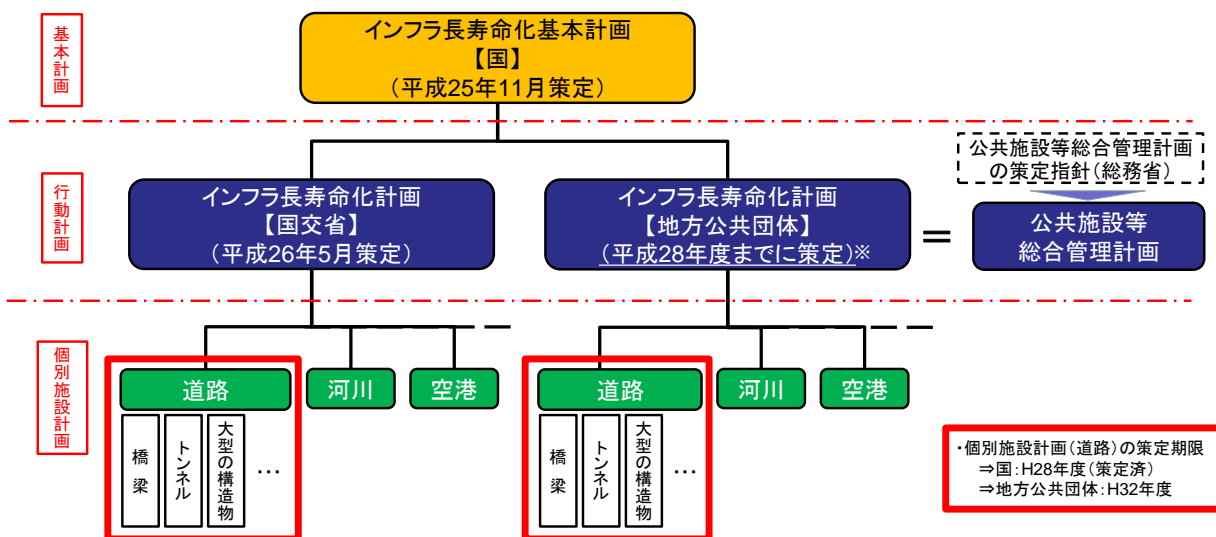 基本計画
インフラ長寿命化基本計画
【国】
（平成25年11月策定）
行動計画
インフラ長寿命化計画
【国交省】
（平成26年5月策定）
インフラ長寿命化計画
【地方公共団体】
（平成28年度までに策定）※
＝
公共施設等総合管理計画
の策定指針（総務省）
公共施設等
総合管理計画
個別施設計画
道路
河川
空港
橋梁
トンネル
大型の構造物
…
道路
河川
空港
橋梁
トンネル
大型の構造物
…
・個別施設計画（道路）の策定期限
⇒国：H28年度（策定済）
⇒地方公共団体：H32年度